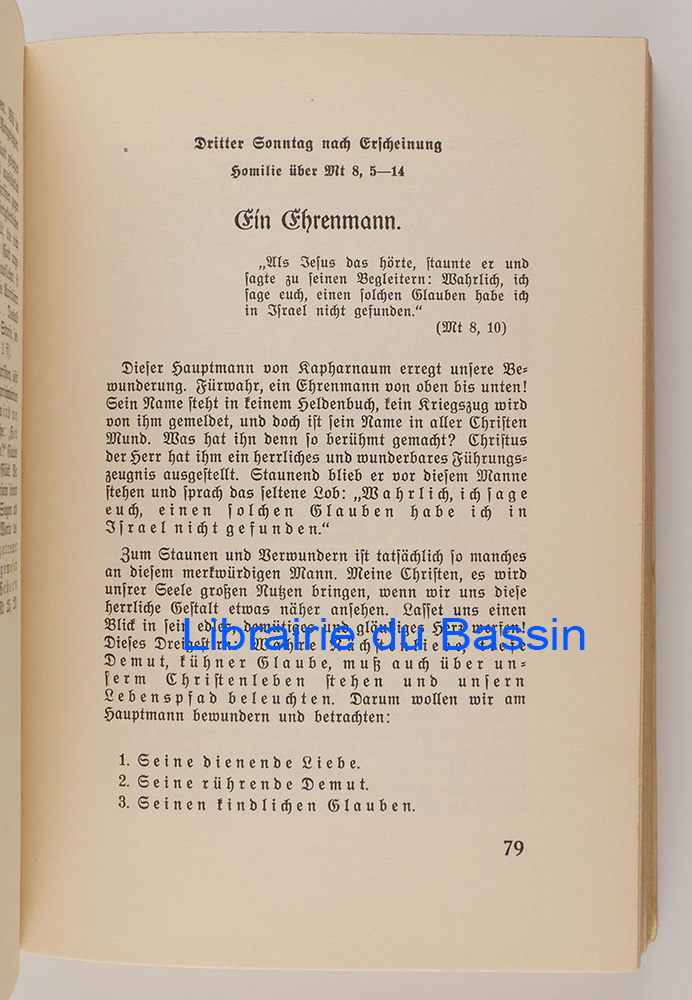 Dritter Sonntag nach Erscheinung
Homilie über Mt 8, 5—14
Ein Ehrenmann.
„Als Jesus das hörte, staunte er und
sagte zu seinen Begleitern: Wahrlich, ich
sage euch, einen solchen Glauben habe ich
in Israel nicht gefunden.“
(Mt 8, 10)
Dieser Hauptmann von Kapharnaum erregt unsere Be-
wunderung. Fürwahr, ein Ehrenmann von oben bis unten!
Sein Name steht in keinem Heldenbuch, kein Kriegszug wird
von ihm gemeldet, und doch ist sein Name in aller Christen
Mund. Was hat ihn denn so berühmt gemacht? Christus
der Herr hat ihm ein herrliches und wunderbares Führungs-
zeugnis ausgestellt. Staunend blieb er vor diesem Manne
stehen und sprach das seltene Lob: „Wahrlich, ich sage
euch, einen solchen Glauben habe ich in
Israel nicht gefunden.“
Zum Staunen und Verwundern ist tatsächlich so manches
an diesem merkwürdigen Mann. Meine Christen, es wird
unsrer Seele großen Nutzen bringen, wenn wir uns diese
herrliche Gestalt etwas näher ansehen. Lasset uns einen
Blick in sein edles, demütiges und gläubiges Herz werfen!
Dieses Dreigestirn: Wahre Nächstenliebe, tiefe
Demut, kühner Glaube, muß auch über un-
serm Christenleben stehen und unsern
Lebenspfad beleuchten. Darum wollen wir am
Hauptmann bewundern und betrachten:
1. Seine dienende Liebe.
2. Seine rührende Demut.
3. Seinen kindlichen Glauben.
79
Librairie du Bassin